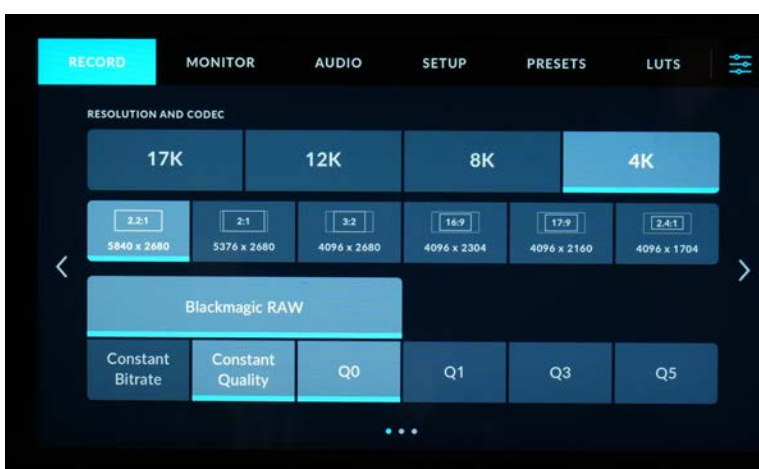 RECORD MONITOR AUDIO SETUP PRESETS LUTS
RESOLUTION AND CODEC
17K 12K 8K 4K
2.2:1 2:1 3:2 16:9 17:9 2.4:1
5840 x 2680 5376 x 2680 4096 x 2680 4096 x 2304 4096 x 2160 4096 x 1704
Blackmagic RAW
Constant Bitrate Constant Quality Q0 Q1 Q3 Q5